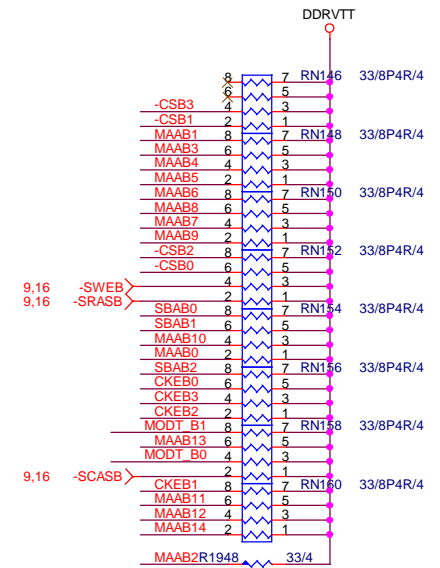 DDRVTT
8 7 RN146 33/8P4R/4
6 5
-CSB3 4 3
-CSB1 2 1
MAAB1 8 7 RN148 33/8P4R/4
MAAB3 6 5
MAAB4 4 3
MAAB5 2 1
MAAB6 8 7 RN150 33/8P4R/4
MAAB8 6 5
MAAB7 4 3
MAAB9 2 1
-CSB2 8 7 RN152 33/8P4R/4
-CSB0 6 5
9,16 -SWEB 4 3
9,16 -SRASB 2 1
SBAB0 8 7 RN154 33/8P4R/4
SBAB1 6 5
MAAB10 4 3
MAAB0 2 1
SBAB2 8 7 RN156 33/8P4R/4
CKEB0 6 5
CKEB3 4 3
CKEB2 2 1
MODT_B1 8 7 RN158 33/8P4R/4
MAAB13 6 5
MODT_B0 4 3
9,16 -SCASB 2 1
CKEB1 8 7 RN160 33/8P4R/4
MAAB11 6 5
MAAB12 4 3
MAAB14 2 1
MAAB2 R1948 33/4